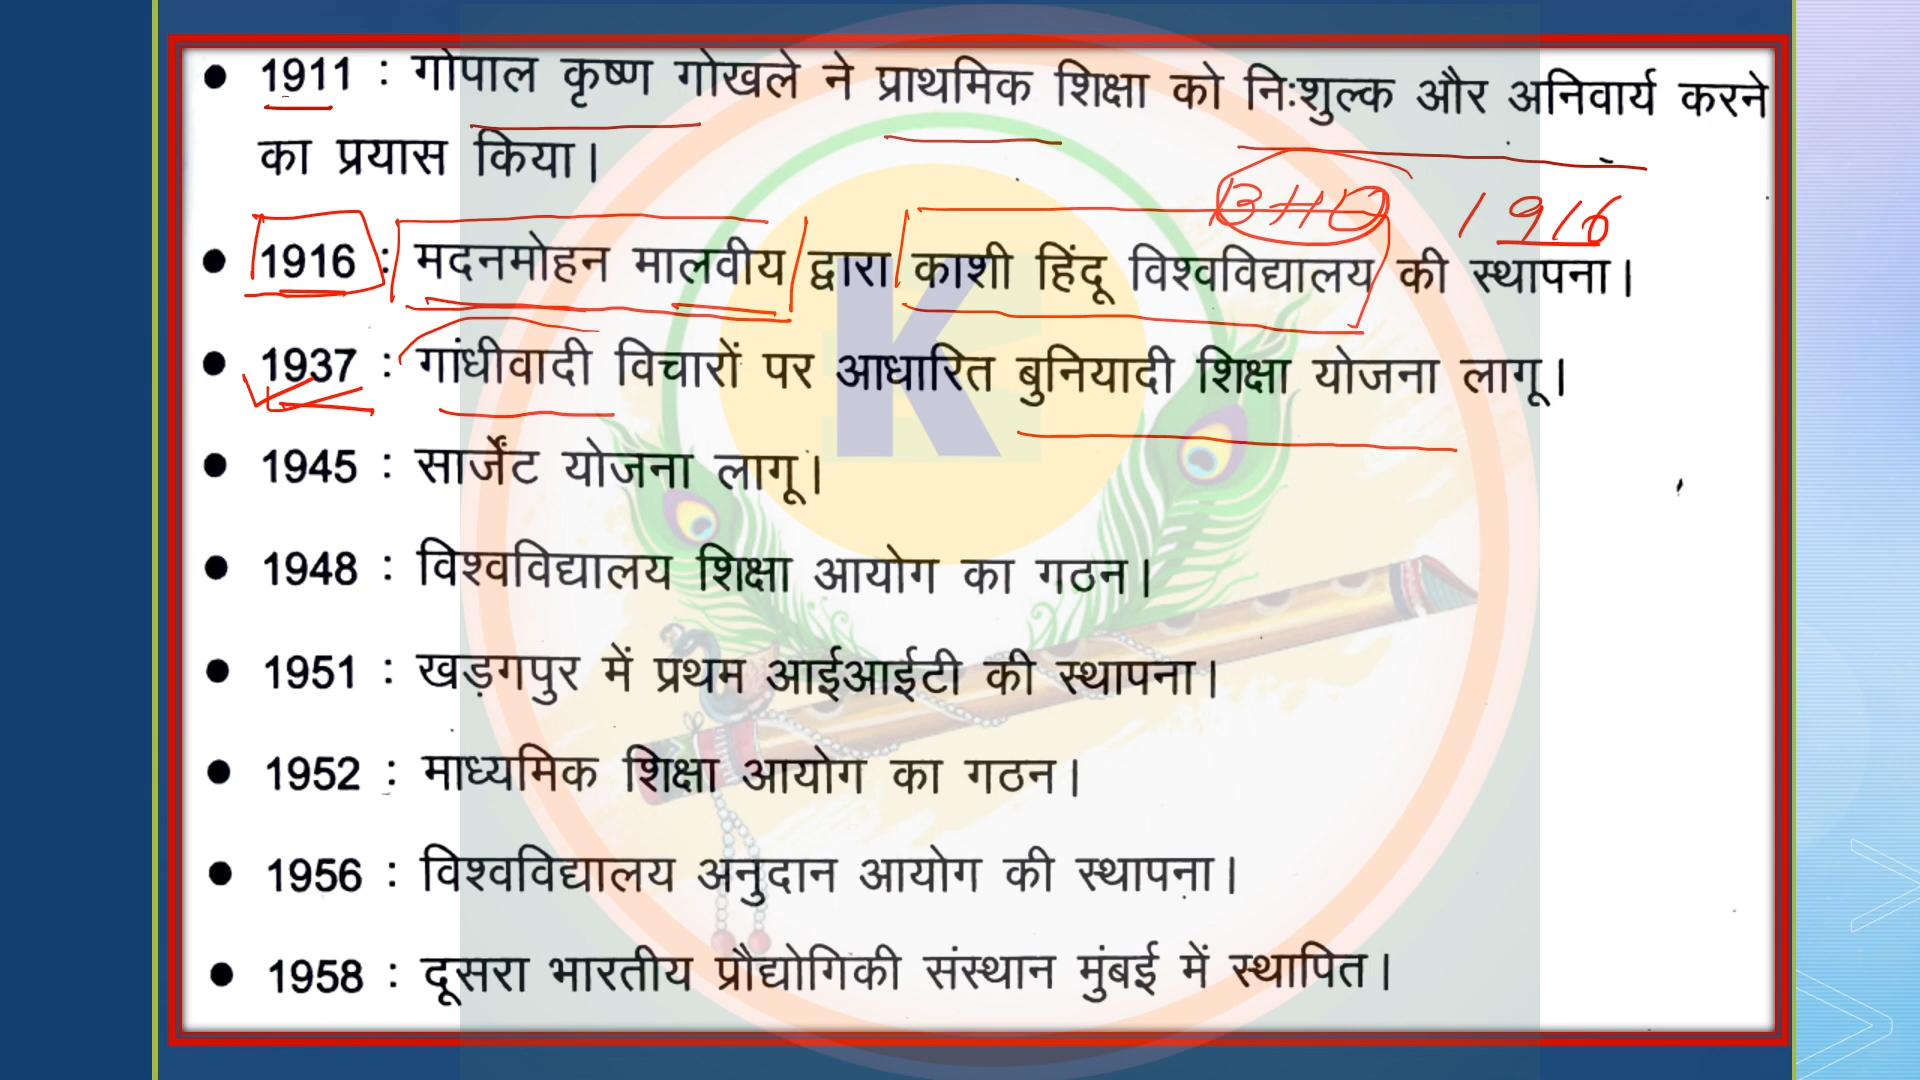 • 1911 : गोपाल कृष्ण गोखले ने प्राथमिक शिक्षा को निःशुल्क और अनिवार्य करने
का प्रयास किया।
BHU 1916
• 1916 : मदनमोहन मालवीय द्वारा काशी हिंदू विश्वविद्यालय की स्थापना।
• 1937 : गांधीवादी विचारों पर आधारित बुनियादी शिक्षा योजना लागू।
• 1945 : सार्जेंट योजना लागू।
• 1948 : विश्वविद्यालय शिक्षा आयोग का गठन।
• 1951 : खड़गपुर में प्रथम आईआईटी की स्थापना।
• 1952 : माध्यमिक शिक्षा आयोग का गठन।
• 1956 : विश्वविद्यालय अनुदान आयोग की स्थापना।
• 1958 : दूसरा भारतीय प्रौद्योगिकी संस्थान मुंबई में स्थापित।
K